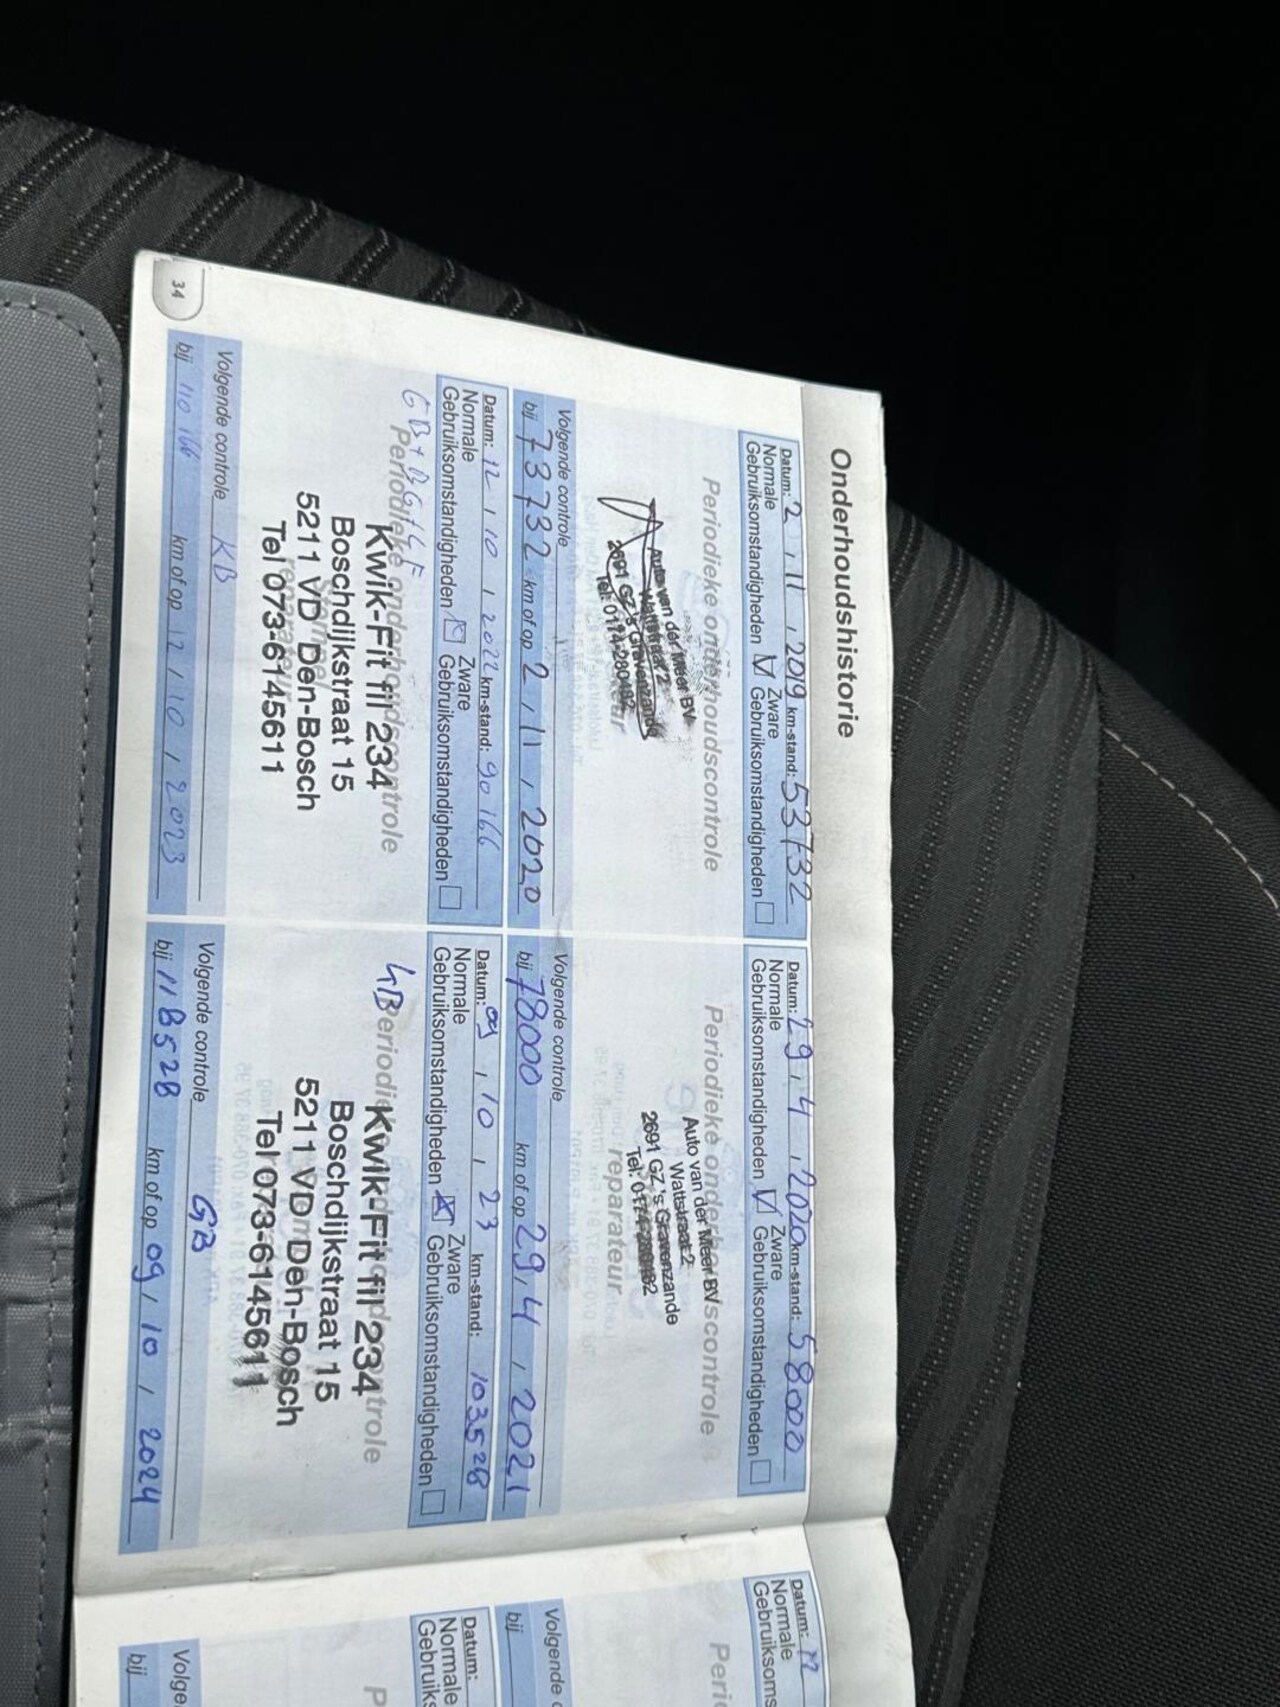 Onderhoudshistorie
Datum: 2, 11, 2019 km-stand: 53732
Normale Gebruiksomstandigheden Zware Gebruiksomstandigheden
Periodieke onderhoudscontrole
Auto van der Meer BV
Wattstraat 2
2691 GZ 's Gravenzande
Volgende controle
bij 73732 km of op 2, 11, 2020
Datum: 29, 4, 2020 km-stand: 58000
Normale Gebruiksomstandigheden Zware Gebruiksomstandigheden
Periodieke onderhoudscontrole
Auto van der Meer BV
Wattstraat 2
2691 GZ 's Gravenzande
reparateur
Volgende controle
bij 78000 km of op 29, 4, 2021
Datum: 12, 10, 2022 km-stand: 90166
Normale Gebruiksomstandigheden Zware Gebruiksomstandigheden
Periodieke onderhoudscontrole
Kwik-Fit fil 234
Boschdijkstraat 15
5211 VD Den-Bosch
Tel 073-6145611
Volgende controle KB
bij 110166 km of op 12, 10, 2023
Datum: 09, 10, 23 km-stand: 103528
Normale Gebruiksomstandigheden Zware Gebruiksomstandigheden
Kwik-Fit fil 234
Boschdijkstraat 15
5211 VD Den-Bosch
Tel 073-6145611
Volgende controle GB
bij 118528 km of op 09, 10, 2024
34
Datum:
Normale
Volgende
bij
Datum:
Normale
bij